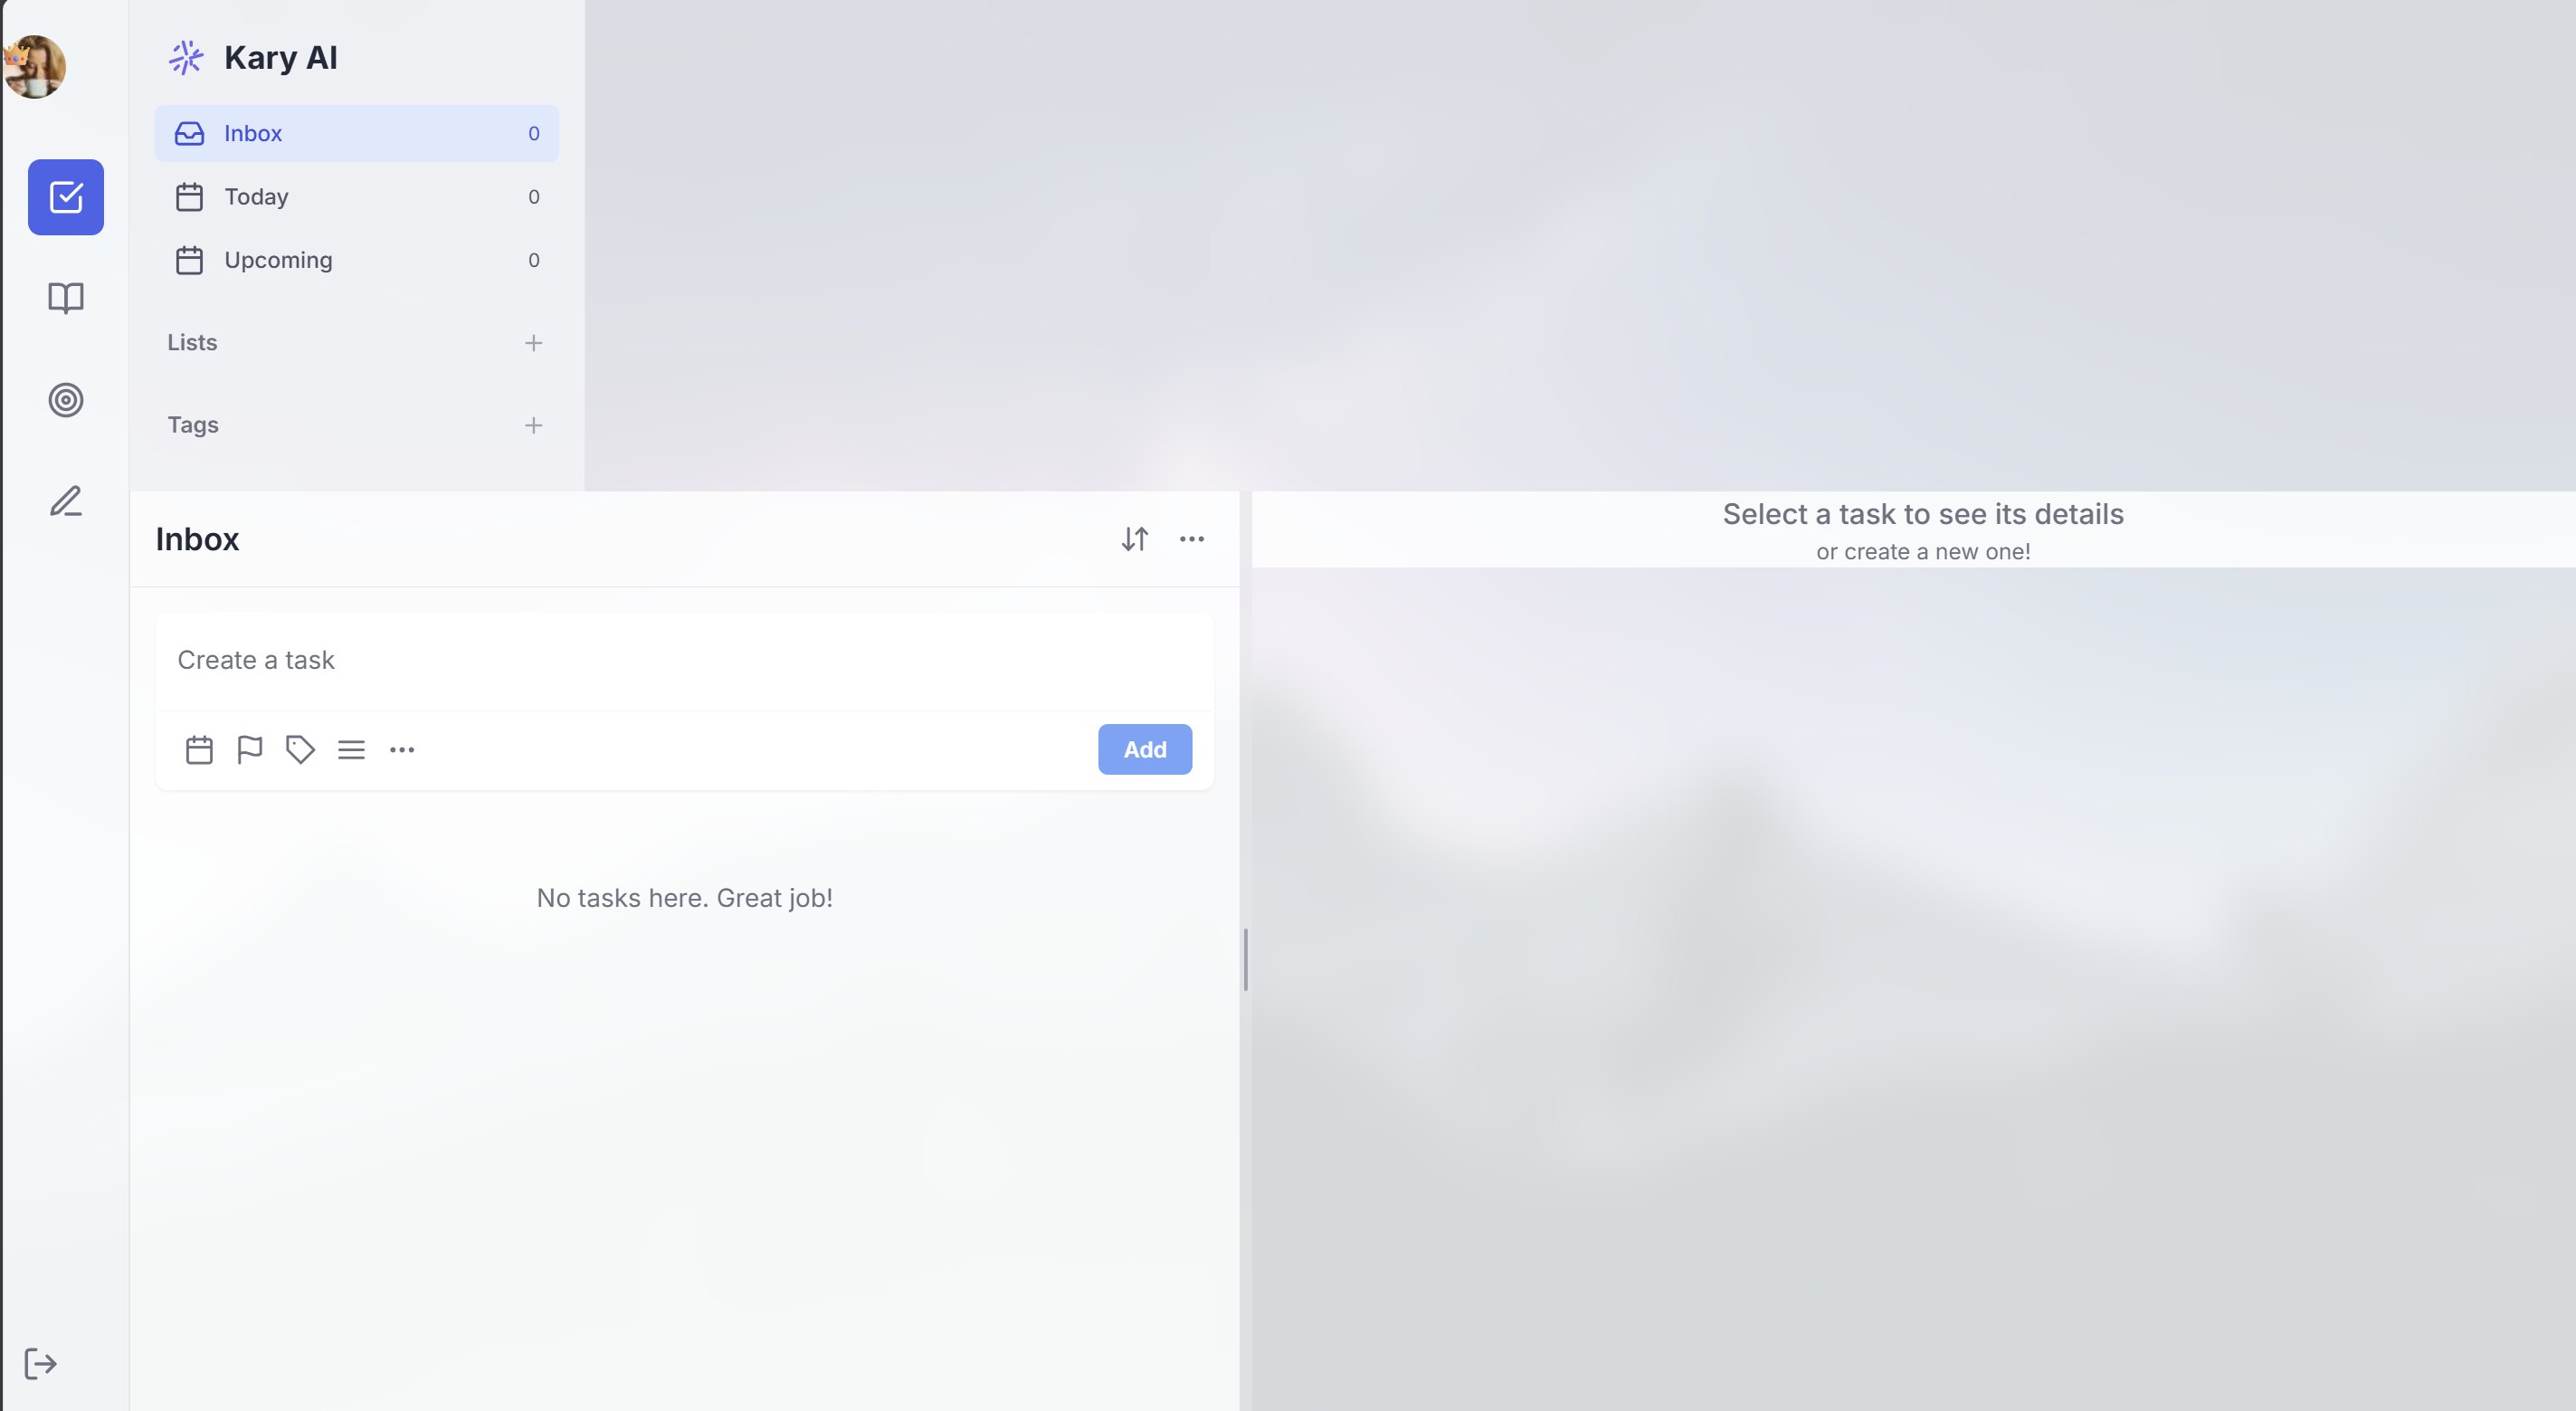 Kary AI
Inbox 0
Today 0
Upcoming 0
Lists
Tags
Inbox
Select a task to see its details
or create a new one!
Create a task
Add
No tasks here. Great job!